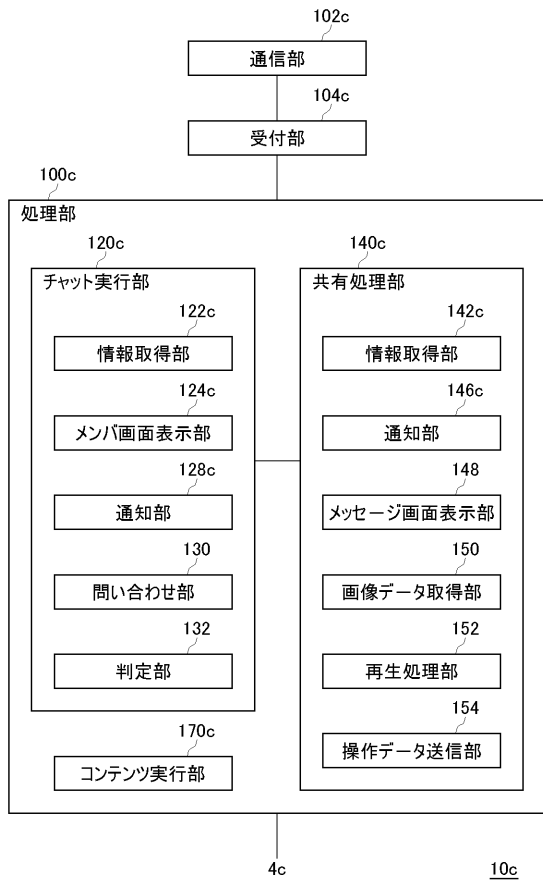 102c
通信部
104c
受付部
100c
処理部
120c
チャット実行部
122c
情報取得部
124c
メンバ画面表示部
128c
通知部
130
問い合わせ部
132
判定部
170c
コンテンツ実行部
140c
共有処理部
142c
情報取得部
146c
通知部
148
メッセージ画面表示部
150
画像データ取得部
152
再生処理部
154
操作データ送信部
4c
10c